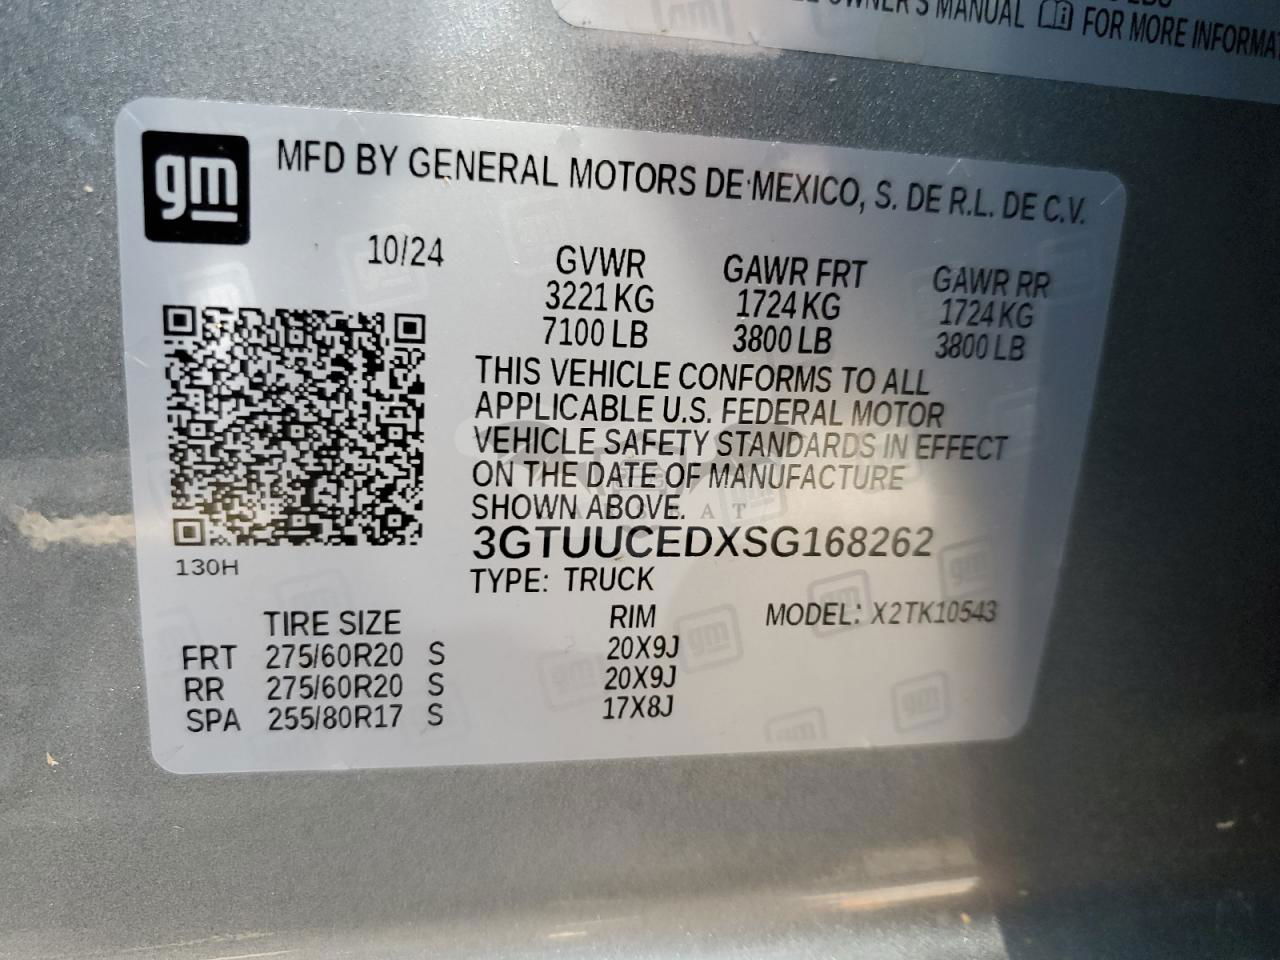 OWNER'S MANUAL FOR MORE INFORMA
gm
MFD BY GENERAL MOTORS DE MEXICO, S. DE R.L. DE C.V.
10/24
GVWR GAWR FRT GAWR RR
3221 KG 1724 KG 1724 KG
7100 LB 3800 LB 3800 LB
THIS VEHICLE CONFORMS TO ALL
APPLICABLE U.S. FEDERAL MOTOR
VEHICLE SAFETY STANDARDS IN EFFECT
ON THE DATE OF MANUFACTURE
SHOWN ABOVE.
3GTUUCEDXSG168262
130H
TYPE: TRUCK
TIRE SIZE RIM MODEL: X2TK10543
FRT 275/60R20 S 20X9J
RR 275/60R20 S 20X9J
SPA 255/80R17 S 17X8J